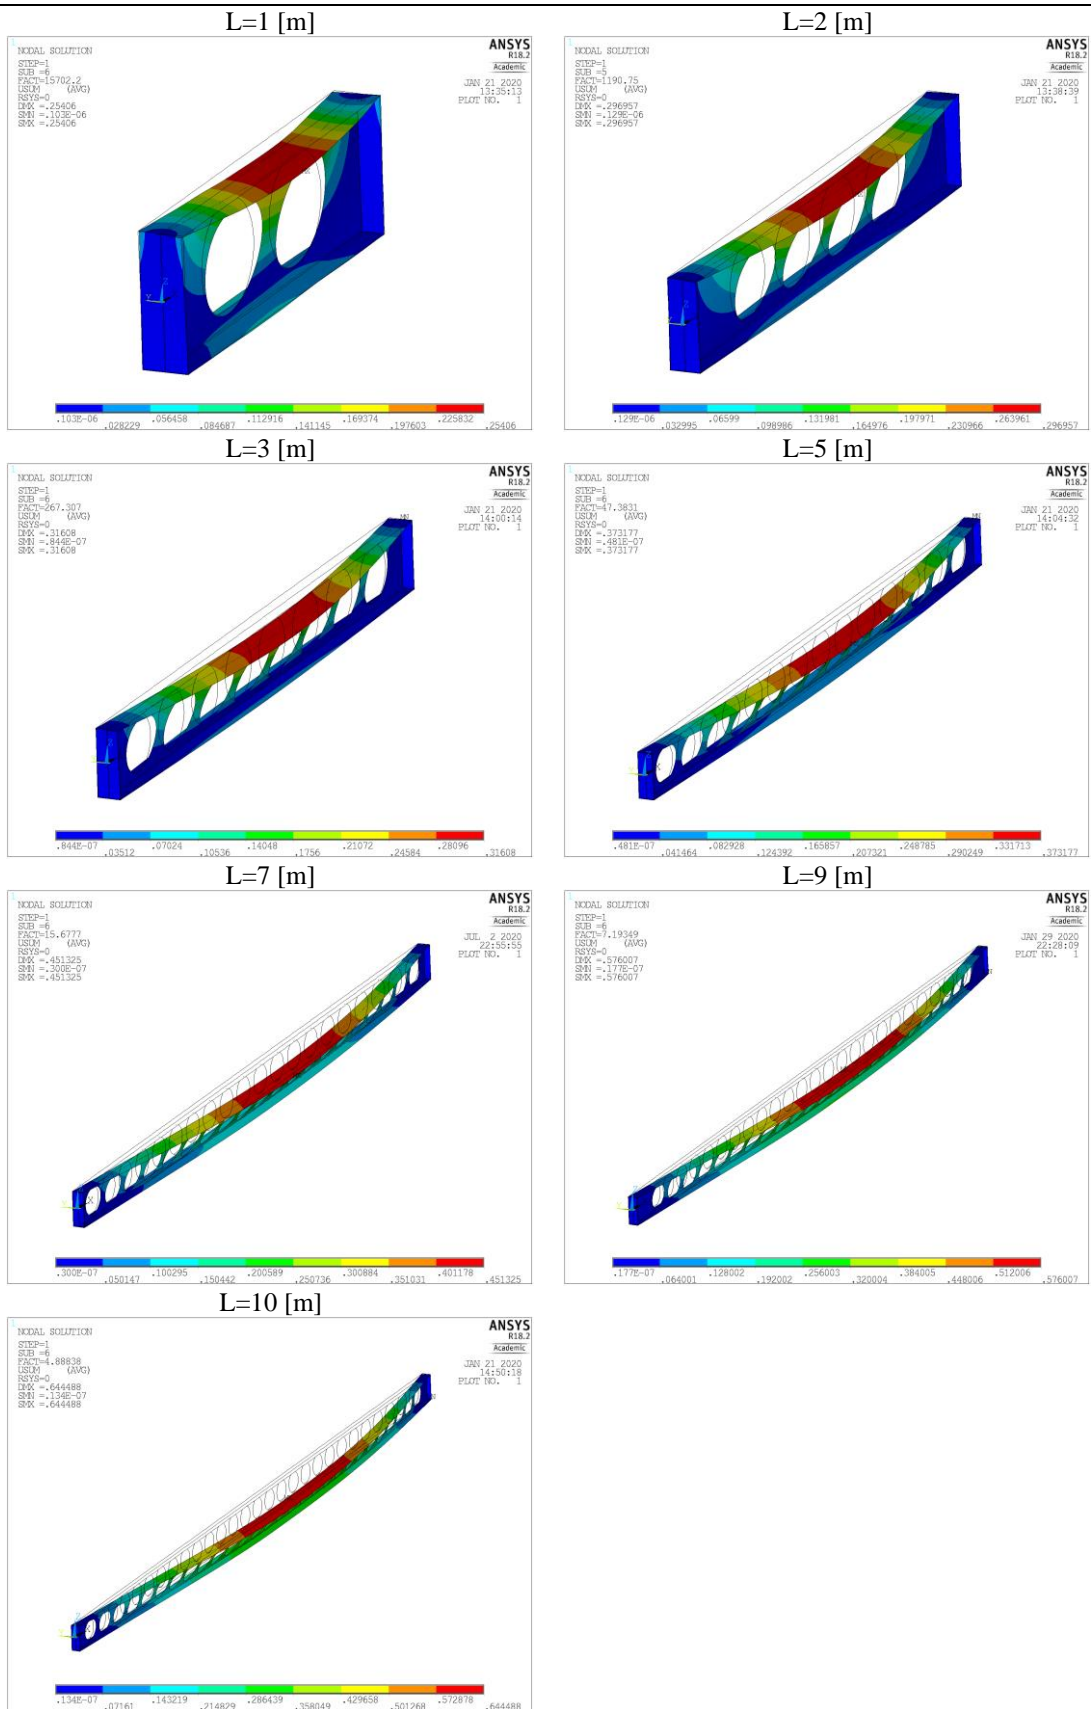 L=1 [m]
1
NODAL SOLUTION
STEP=1
SUB =6
FACT=15702.2
USUM (AVG)
RSYS=0
DMX =.25406
SMN =.103E-06
SMX =.25406
ANSYS
R18.2
Academic
JAN 21 2020
13:35:13
PLOT NO. 1
Z
Y
.103E-06 .056458 .112916 .169374 .225832
.028229 .084687 .141145 .197603 .25406
L=2 [m]
1
NODAL SOLUTION
STEP=1
SUB =5
FACT=1190.75
USUM (AVG)
RSYS=0
DMX =.296957
SMN =.129E-06
SMX =.296957
ANSYS
R18.2
Academic
JAN 21 2020
13:38:39
PLOT NO. 1
Z
.129E-06 .06599 .131981 .197971 .263961
.032995 .098986 .164976 .230966 .296957
L=3 [m]
1
NODAL SOLUTION
STEP=1
SUB =6
FACT=267.307
USUM (AVG)
RSYS=0
DMX =.31608
SMN =.844E-07
SMX =.31608
ANSYS
R18.2
Academic
JAN 21 2020
14:00:14
PLOT NO. 1
MN
Z
.844E-07 .07024 .14048 .21072 .28096
.03512 .10536 .1756 .24584 .31608
L=5 [m]
1
NODAL SOLUTION
STEP=1
SUB =6
FACT=47.3831
USUM (AVG)
RSYS=0
DMX =.373177
SMN =.481E-07
SMX =.373177
ANSYS
R18.2
Academic
JAN 21 2020
14:04:32
PLOT NO. 1
MN
Z
X
.481E-07 .082928 .165857 .248785 .331713
.041464 .124392 .207321 .290249 .373177
L=7 [m]
1
NODAL SOLUTION
STEP=1
SUB =6
FACT=15.6777
USUM (AVG)
RSYS=0
DMX =.451325
SMN =.300E-07
SMX =.451325
ANSYS
R18.2
Academic
JUL 2 2020
22:55:55
PLOT NO. 1
MN
Y
X
.300E-07 .100295 .200589 .300884 .401178
.050147 .150442 .250736 .351031 .451325
L=9 [m]
1
NODAL SOLUTION
STEP=1
SUB =6
FACT=7.19349
USUM (AVG)
RSYS=0
DMX =.576007
SMN =.177E-07
SMX =.576007
ANSYS
R18.2
Academic
JAN 29 2020
22:28:09
PLOT NO. 1
Z
Y
.177E-07 .128002 .256003 .384005 .512006
.064001 .192002 .320004 .448006 .576007
L=10 [m]
1
NODAL SOLUTION
STEP=1
SUB =6
FACT=4.88838
USUM (AVG)
RSYS=0
DMX =.644488
SMN =.134E-07
SMX =.644488
ANSYS
R18.2
Academic
JAN 21 2020
14:50:18
PLOT NO. 1
Z
Y
.134E-07 .143219 .286439 .429658 .572878
.07161 .214829 .358049 .501268 .644488